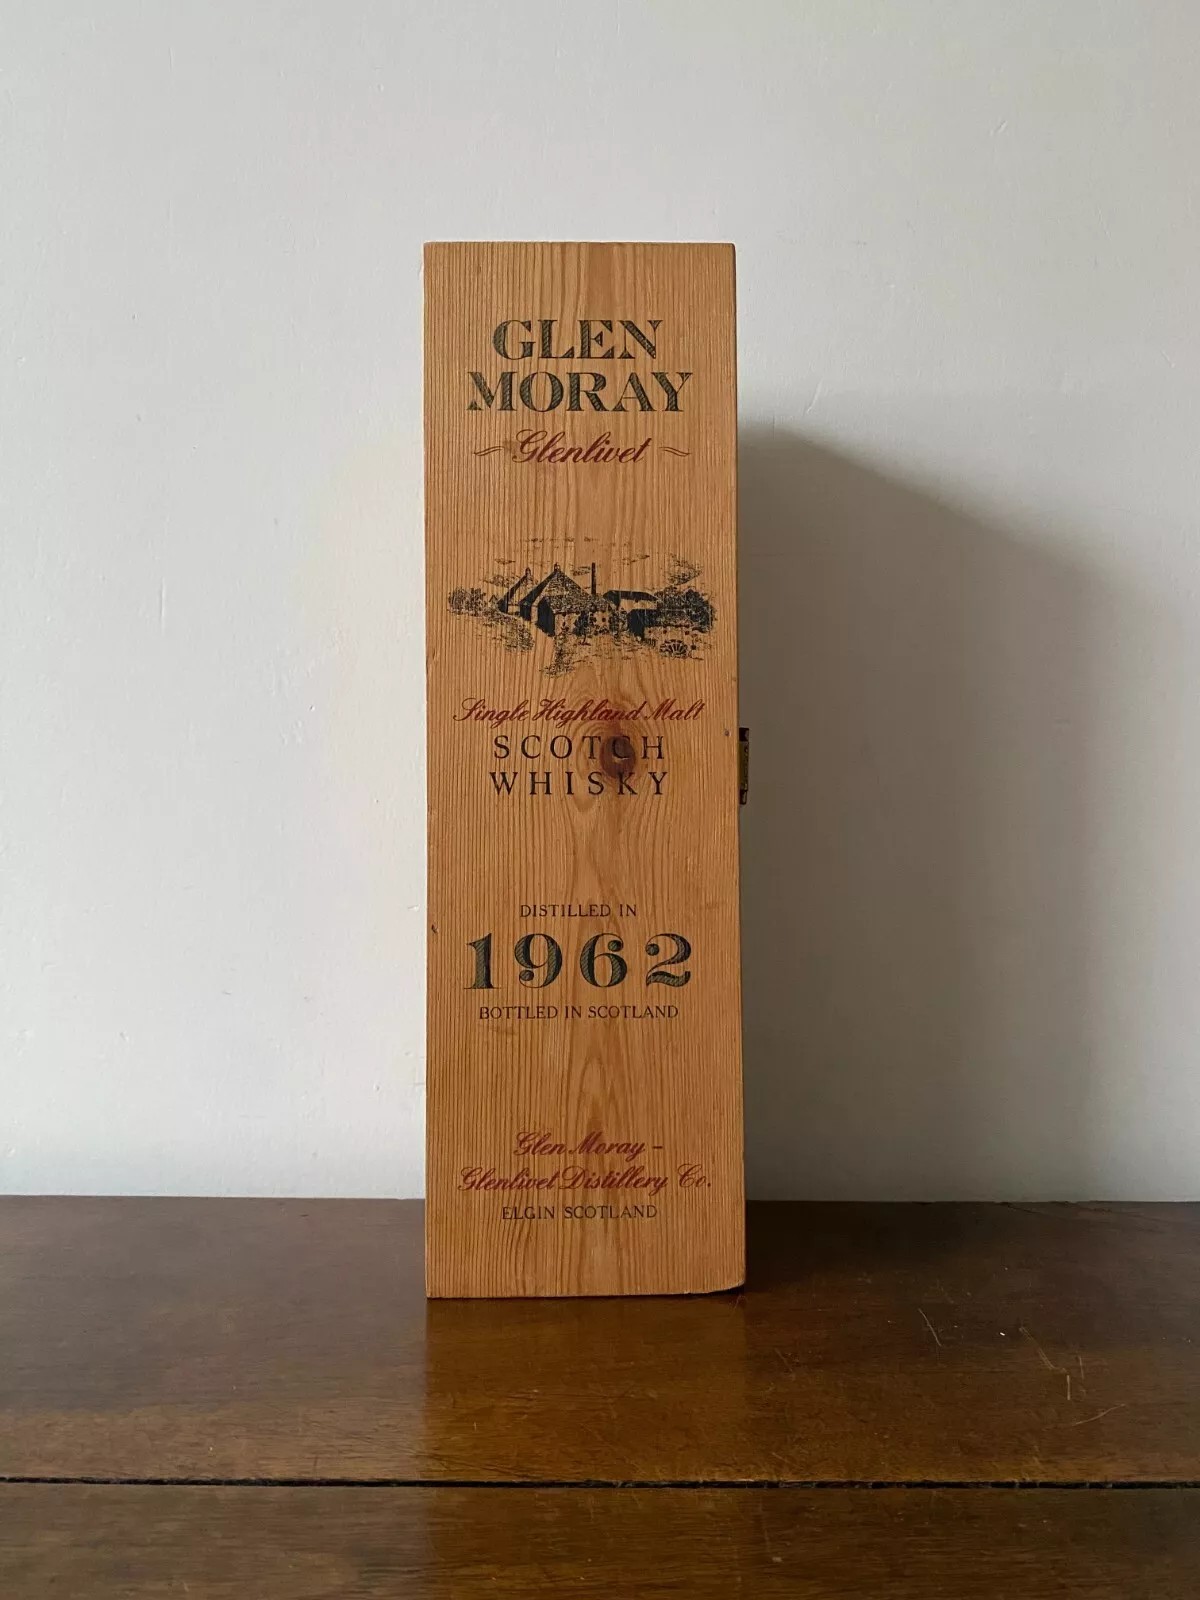 GLEN
MORAY
~ Glenlivet ~
Single Highland Malt
SCOTCH
WHISKY
DISTILLED IN
1962
BOTTLED IN SCOTLAND
Glen Moray –
Glenlivet Distillery Co.
ELGIN SCOTLAND